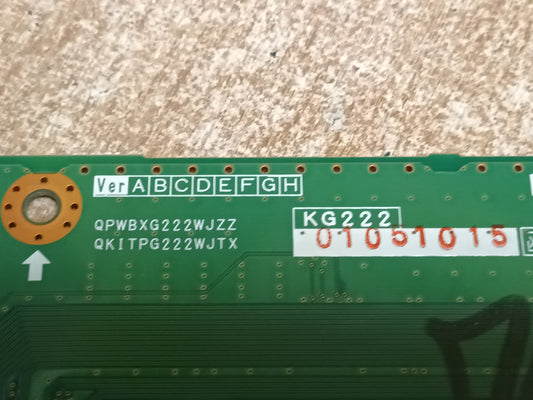 Ver A B C D E F G H
QPWBXG222WJZZ
QKITPG222WJTX
KG222
01051015